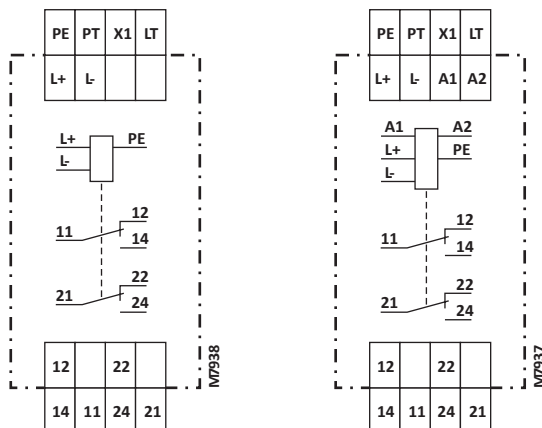 PE PT X1 LT
L+ L-
L+ PE
L-
12
11 14
22
21 24
12 22
14 11 24 21
M7938
PE PT X1 LT
L+ L- A1 A2
A1 A2
L+ PE
L-
12
11 14
22
21 24
12 22
14 11 24 21
M7937